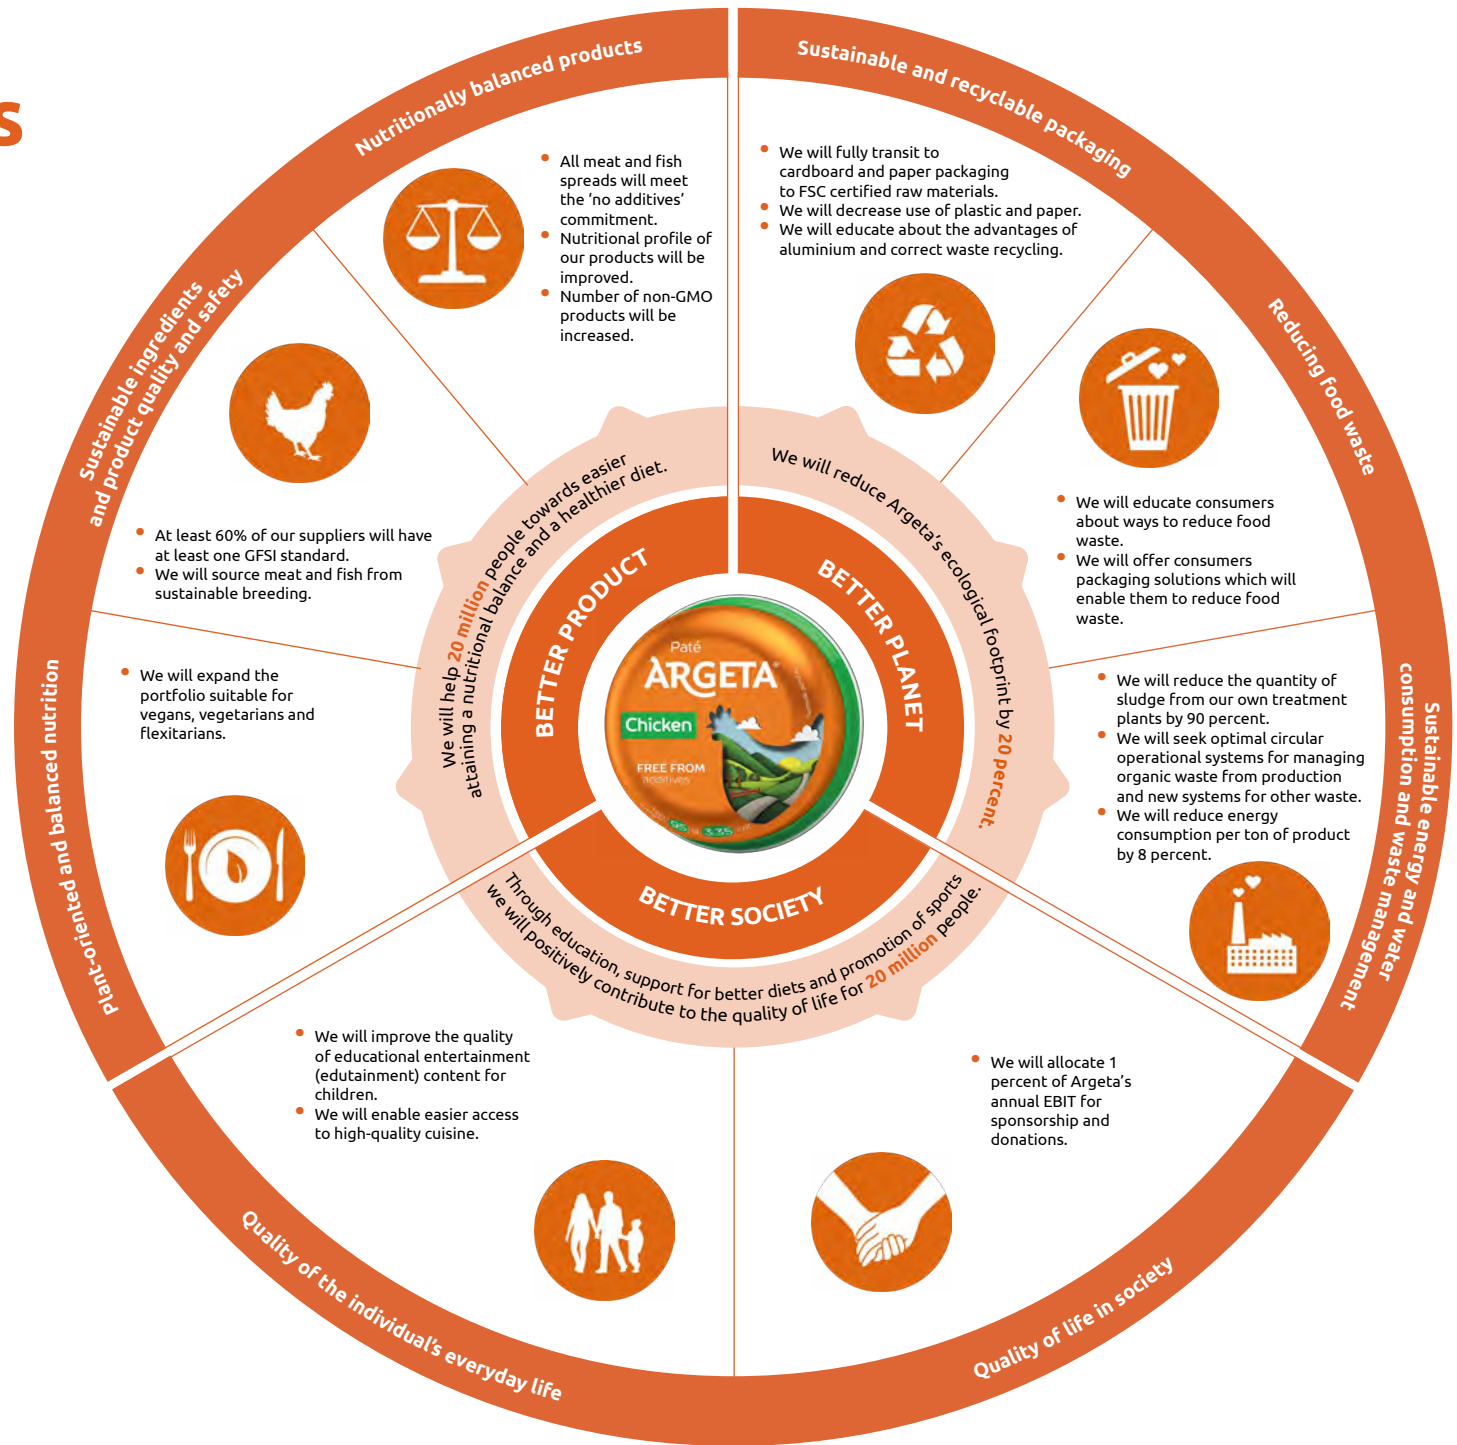 s
Nutritionally balanced products
All meat and fish
spreads will meet
the ‘no additives’
commitment.
Nutritional profile of
our products will be
improved.
Number of non-GMO
products will be
increased.
Sustainable and recyclable packaging
We will fully transit to
cardboard and paper packaging
to FSC certified raw materials.
We will decrease use of plastic and paper.
We will educate about the advantages of
aluminium and correct waste recycling.
Reducing food waste
We will educate consumers
about ways to reduce food
waste.
We will offer consumers
packaging solutions which will
enable them to reduce food
waste.
Sustainable energy and water
consumption and waste management
We will reduce the quantity of
sludge from our own treatment
plants by 90 percent.
We will seek optimal circular
operational systems for managing
organic waste from production
and new systems for other waste.
We will reduce energy
consumption per ton of product
by 8 percent.
Sustainable ingredients
and product quality and safety
At least 60% of our suppliers will have
at least one GFSI standard.
We will source meat and fish from
sustainable breeding.
Plant-oriented and balanced nutrition
We will expand the
portfolio suitable for
vegans, vegetarians and
flexitarians.
We will help 20 million people towards easier
attaining a nutritional balance and a healthier diet.
BETTER PRODUCT
We will reduce Argeta’s ecological footprint by 20 percent.
BETTER PLANET
Paté
ARGETA
Chicken
FREE FROM
additives
95 3.35
BETTER SOCIETY
Through education, support for better diets and promotion of sports
we will positively contribute to the quality of life for 20 million people.
We will improve the quality
of educational entertainment
(edutainment) content for
children.
We will enable easier access
to high-quality cuisine.
Quality of the individual’s everyday life
We will allocate 1
percent of Argeta’s
annual EBIT for
sponsorship and
donations.
Quality of life in society